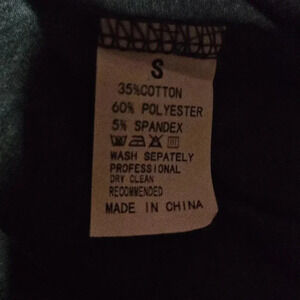 S
35%COTTON
60% POLYESTER
5% SPANDEX
WASH SEPATELY
PROFESSIONAL
DRY CLEAN
RECOMMENDED
MADE IN CHINA